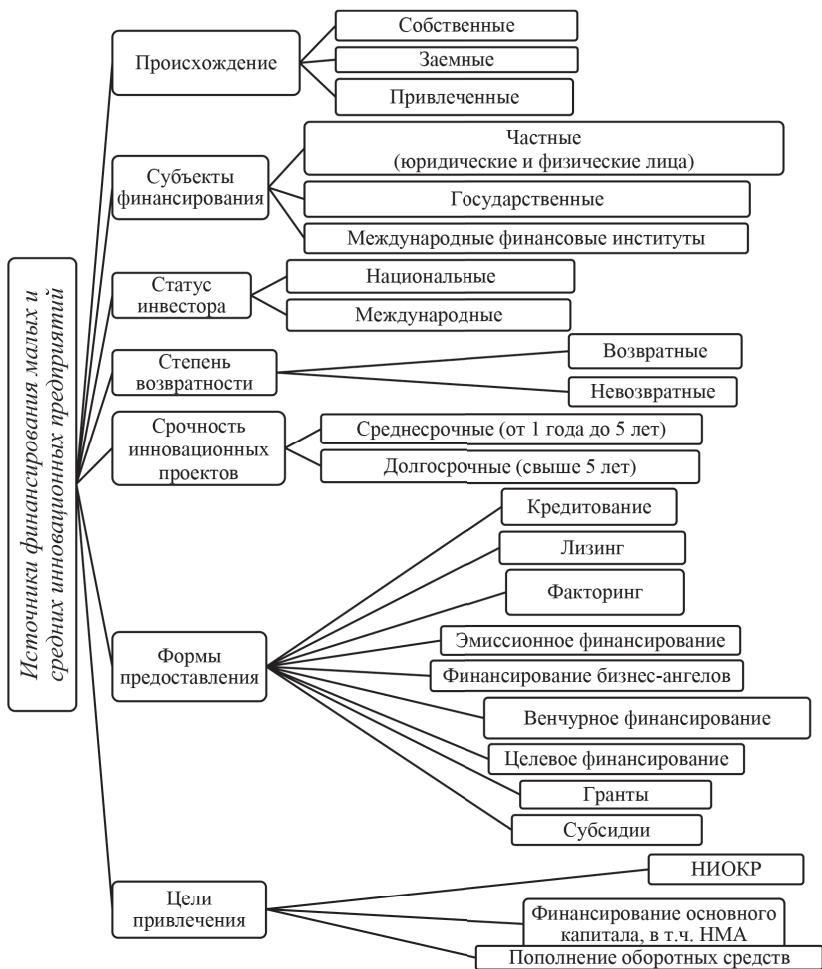 Источники финансирования малых и
средних инновационных предприятий
Происхождение
Собственные
Заемные
Привлеченные
Субъекты
финансирования
Частные
(юридические и физические лица)
Государственные
Международные финансовые институты
Статус
инвестора
Национальные
Международные
Степень
возвратности
Возвратные
Невозвратные
Срочность
инновационных
проектов
Среднесрочные (от 1 года до 5 лет)
Долгосрочные (свыше 5 лет)
Формы
предоставления
Кредитование
Лизинг
Факторинг
Эмиссионное финансирование
Финансирование бизнес-ангелов
Венчурное финансирование
Целевое финансирование
Гранты
Субсидии
Цели
привлечения
НИОКР
Финансирование основного
капитала, в т.ч. НМА
Пополнение оборотных средств